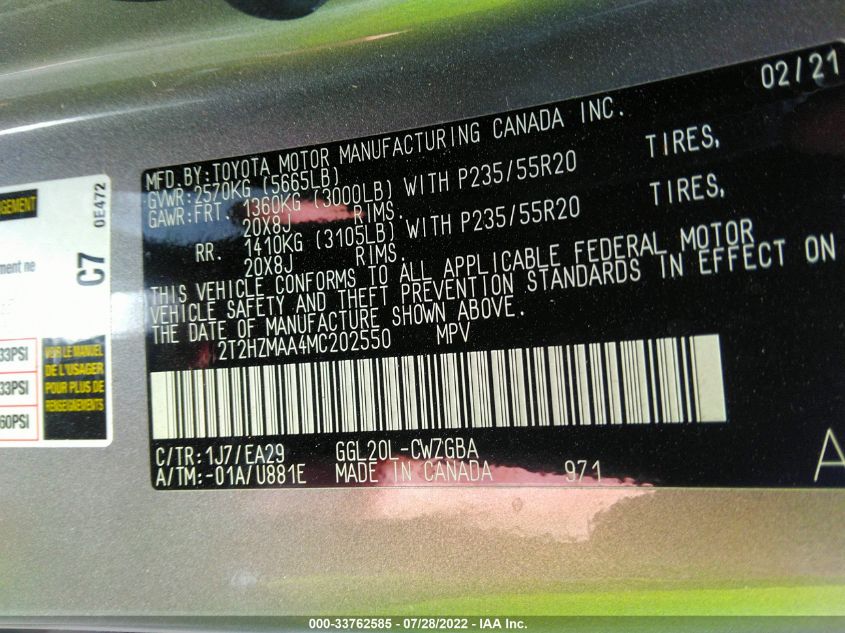 02/21
MFD.BY:TOYOTA MOTOR MANUFACTURING CANADA INC.
GVWR:2570KG (5665LB)
GAWR:FRT. 1360KG (3000LB) WITH P235/55R20 TIRES,
20X8J RIMS.
RR. 1410KG (3105LB) WITH P235/55R20 TIRES,
20X8J RIMS.
THIS VEHICLE CONFORMS TO ALL APPLICABLE FEDERAL MOTOR
VEHICLE SAFETY AND THEFT PREVENTION STANDARDS IN EFFECT ON
THE DATE OF MANUFACTURE SHOWN ABOVE.
2T2HZMAA4MC202550 MPV
C/TR:1J7/EA29 GGL20L-CWZGBA
A/TM:-01A/U881E MADE IN CANADA 971
A
0E472
C7
ment ne
33PSI
33PSI
60PSI
VOIR LE MANUEL
DE L'USAGER
POUR PLUS DE
RENSEIGNEMENTS
000-33762585 - 07/28/2022 - IAA Inc.